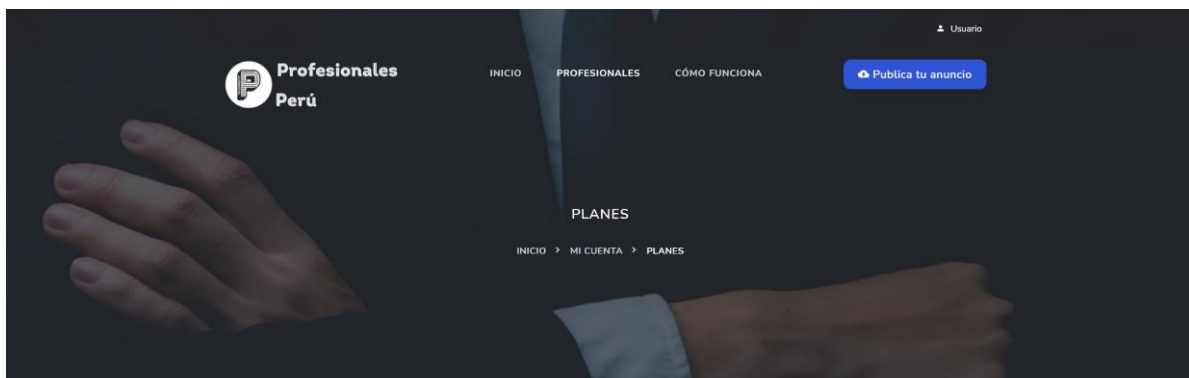 Usuario
Profesionales
Perú
INICIO PROFESIONALES CÓMO FUNCIONA
Publica tu anuncio
PLANES
INICIO > MI CUENTA > PLANES